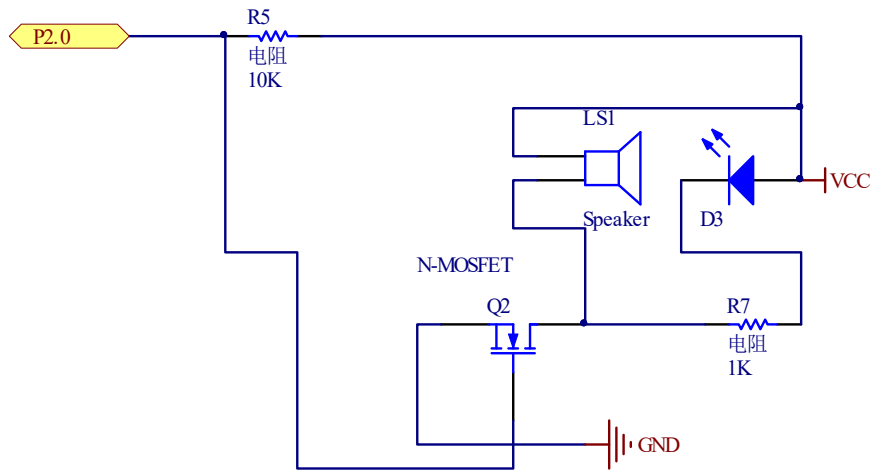 R5
P2.0
电阻
10K
LS1
VCC
Speaker
D3
N-MOSFET
Q2
R7
电阻
1K
GND